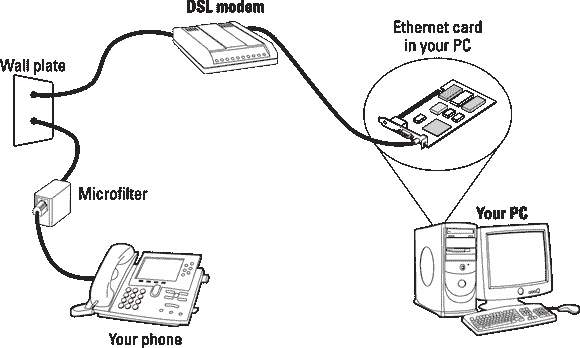 DSL modem
Ethernet card
in your PC
Wall plate
Microfilter
Your PC
Your phone